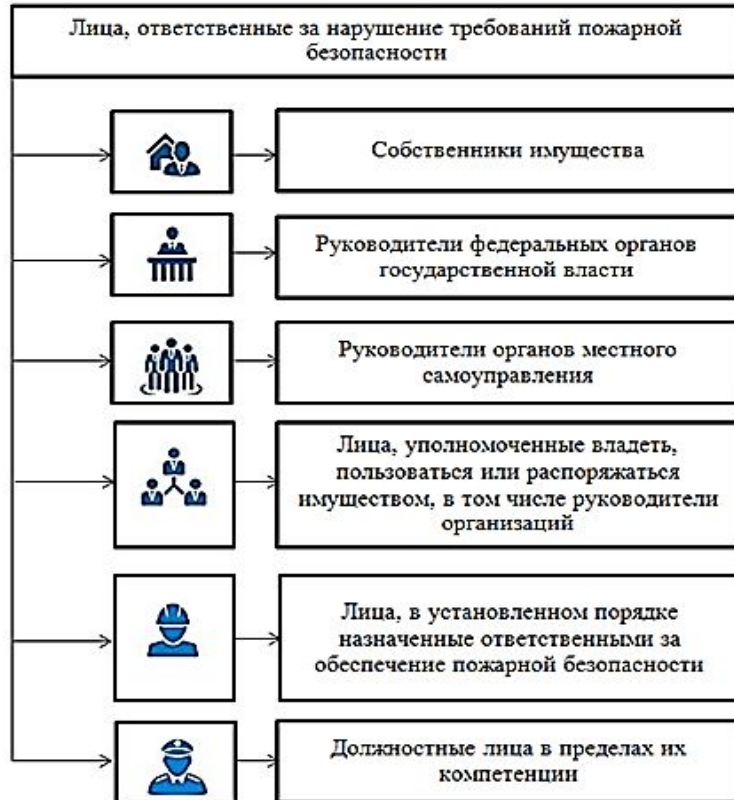 Лица, ответственные за нарушение требований пожарной
безопасности
Собственники имущества
Руководители федеральных органов
государственной власти
Руководители органов местного
самоуправления
Лица, уполномоченные владеть,
пользоваться или распоряжаться
имуществом, в том числе руководители
организаций
Лица, в установленном порядке
назначенные ответственными за
обеспечение пожарной безопасности
Должностные лица в пределах их
компетенции